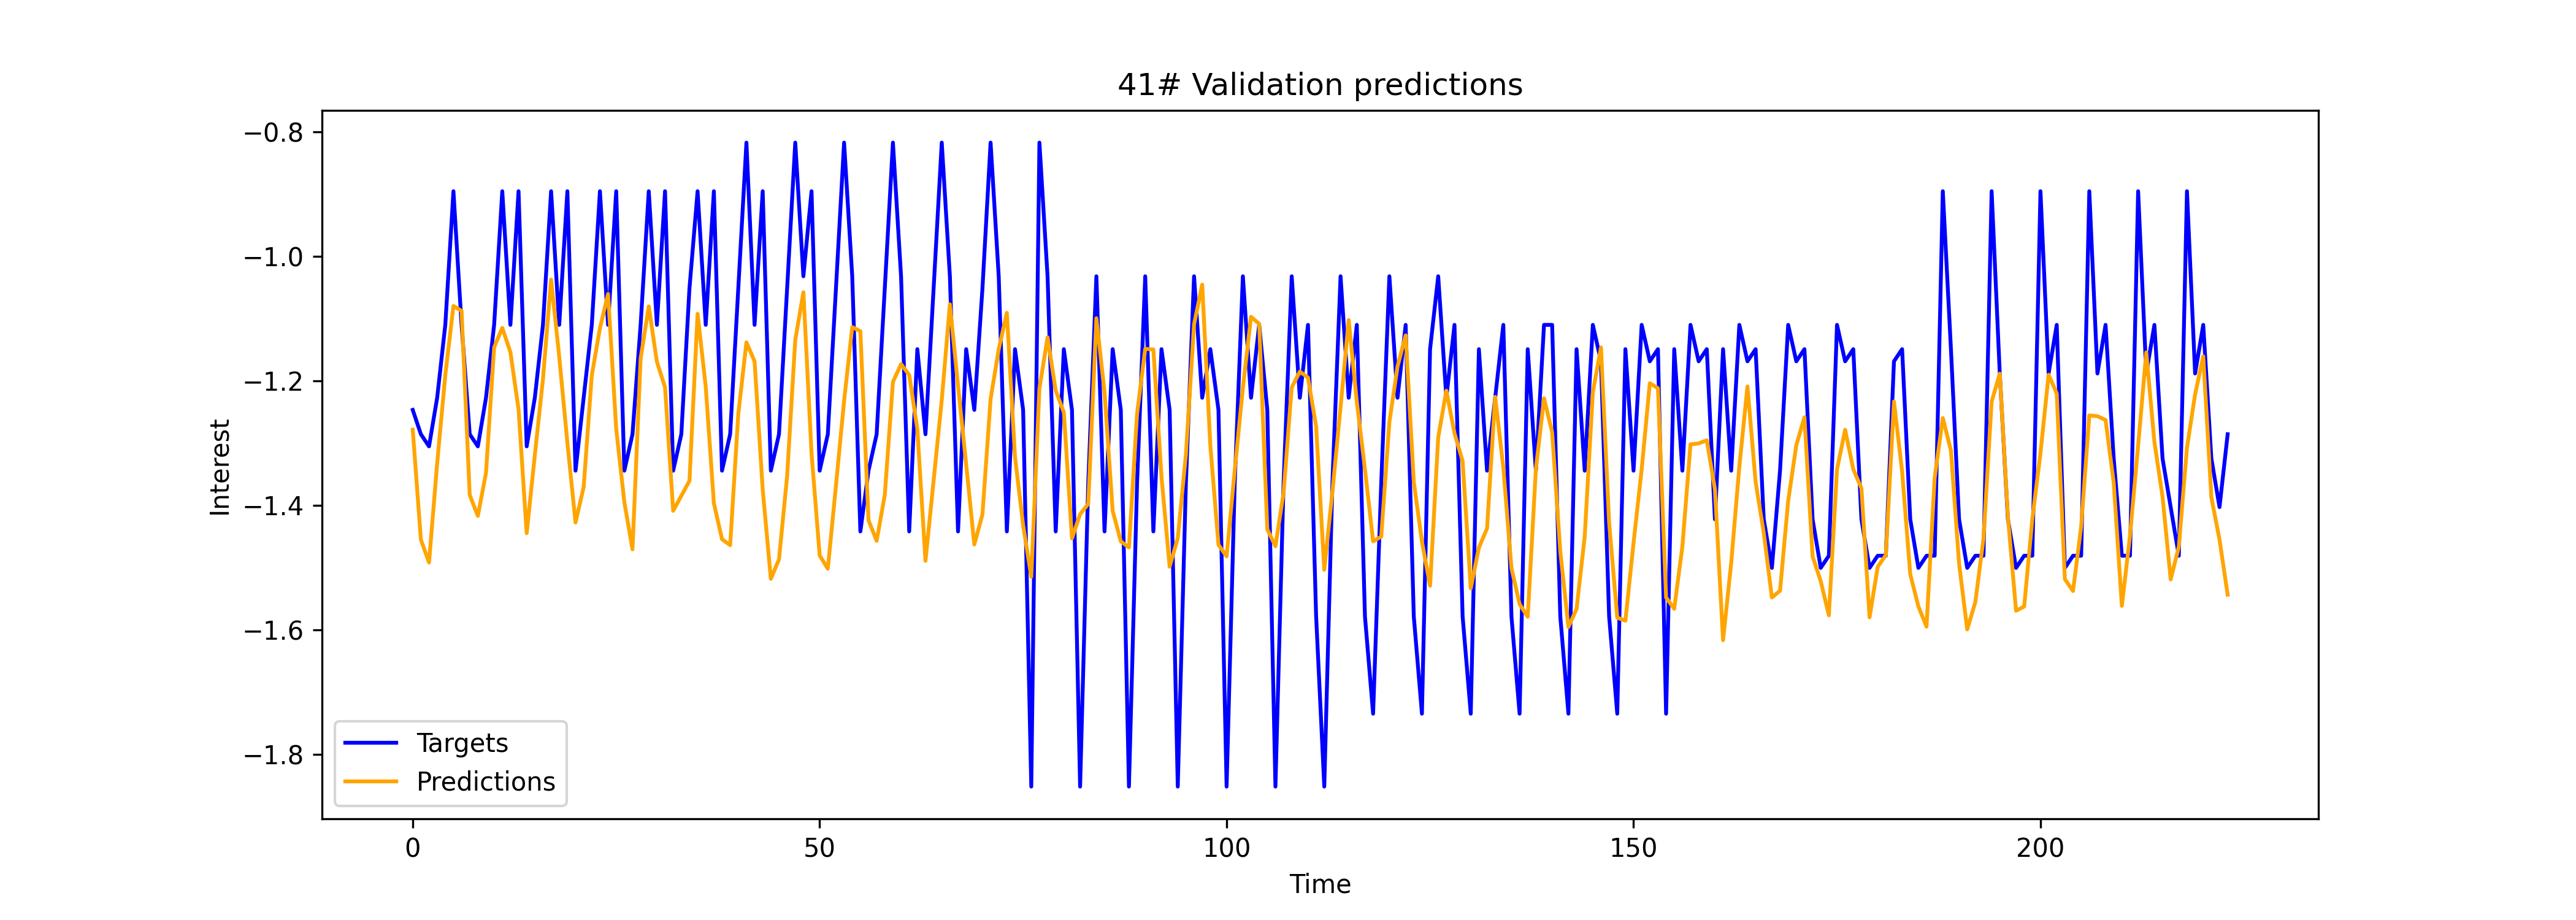 41# Validation predictions
−0.8
−1.0
−1.2
−1.4
−1.6
−1.8
Interest
Targets
Predictions
0
50
100
150
200
Time